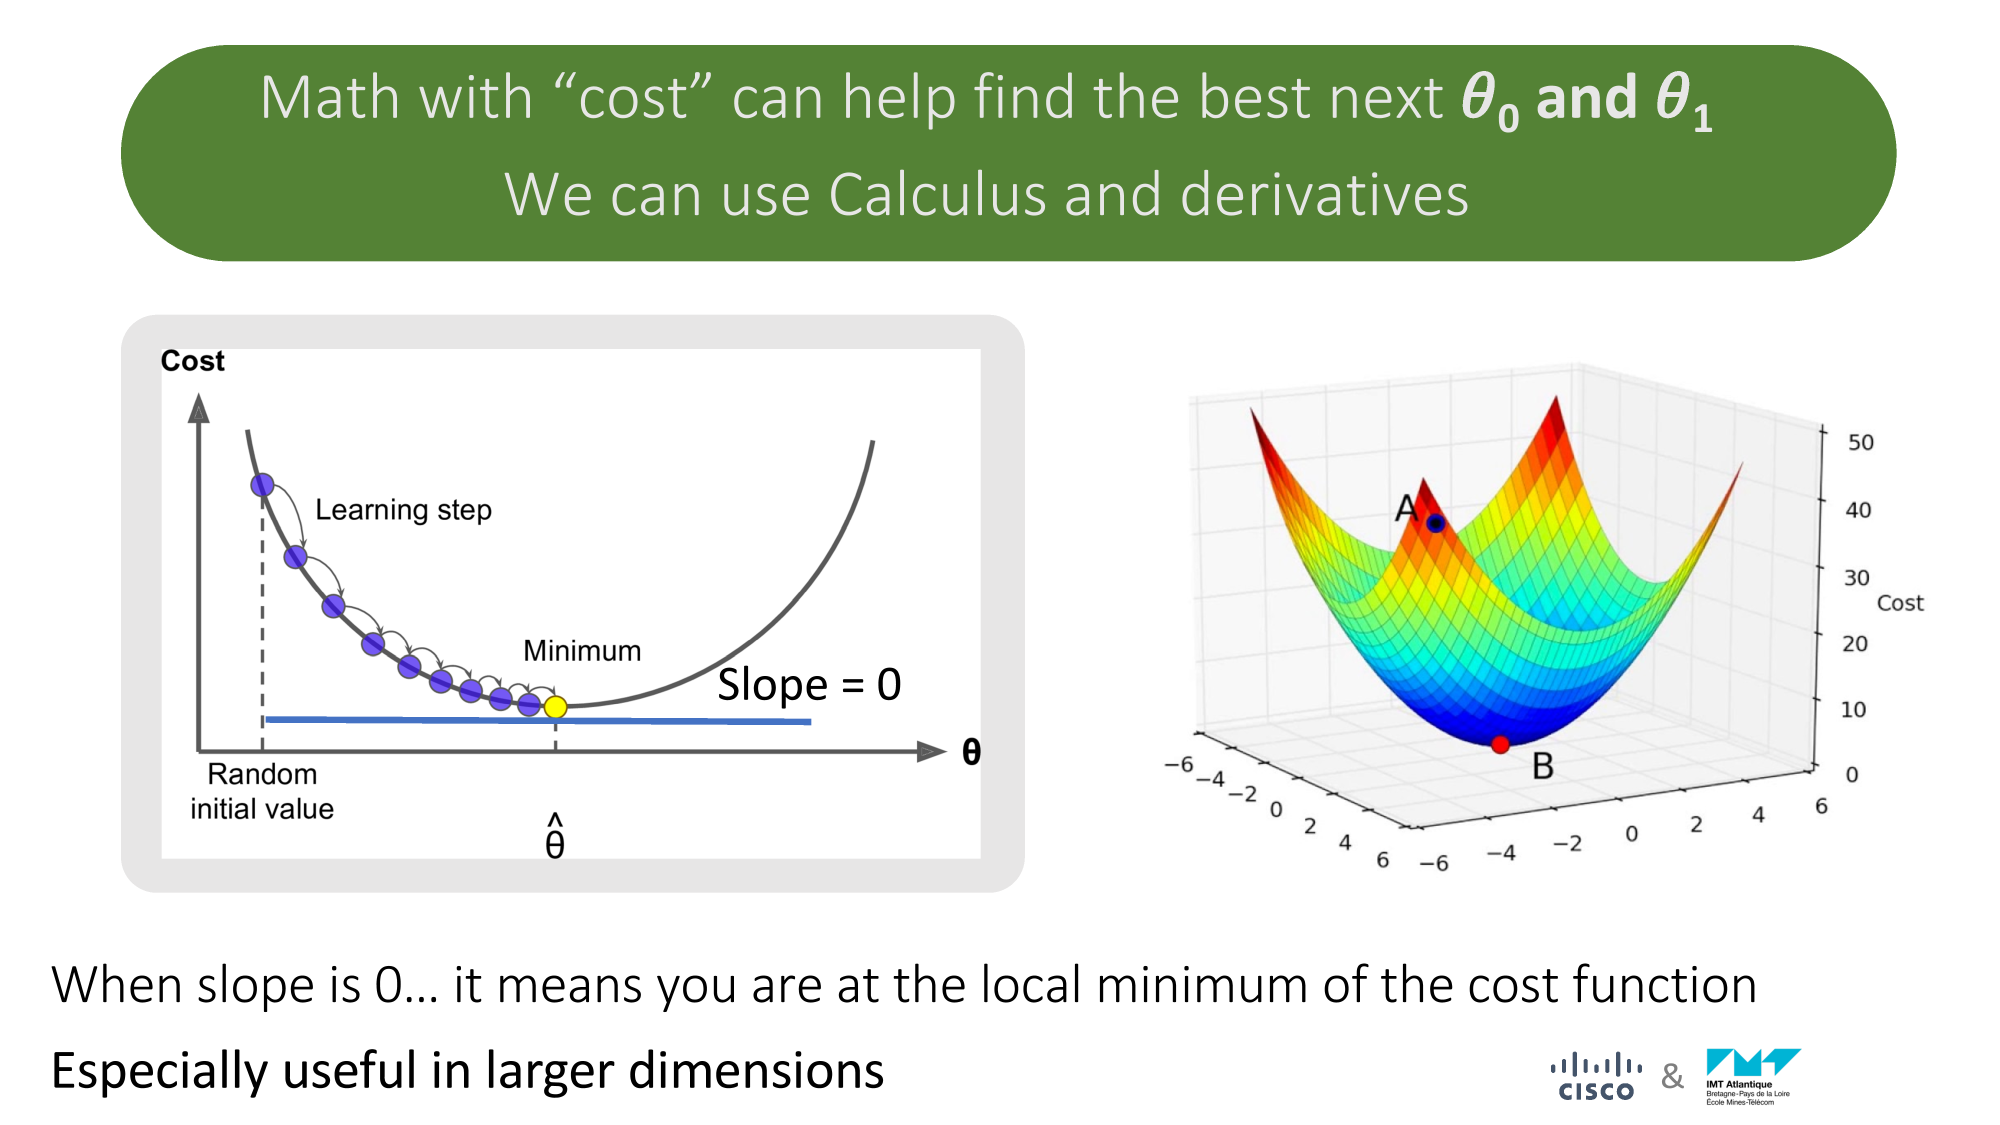 Math with “cost” can help find the best next θ₀ and θ₁
We can use Calculus and derivatives
Cost
Learning step
Minimum
Slope = 0
θ
Random
initial value
^
θ
A
B
50
40
30
Cost
20
10
0
−6
−4
−2
0
2
4
6
−6
−4
−2
0
2
4
6
When slope is 0... it means you are at the local minimum of the cost function
Especially useful in larger dimensions
CISCO
&
IMT Atlantique
Bretagne-Pays de la Loire
École Mines-Télécom